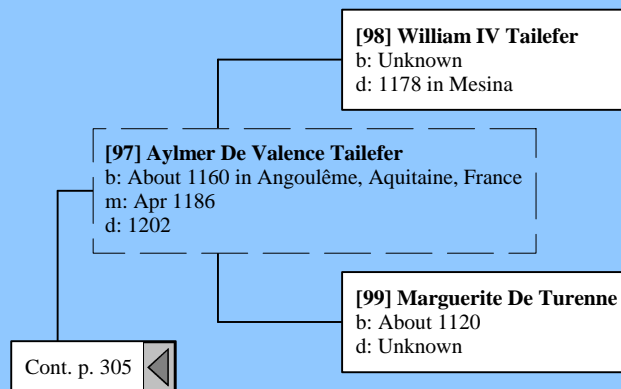 [98] William IV Tailefer
b: Unknown
d: 1178 in Mesina
[97] Aylmer De Valence Tailefer
b: About 1160 in Angoulême, Aquitaine, France
m: Apr 1186
d: 1202
[99] Marguerite De Turenne
b: About 1120
d: Unknown
Cont. p. 305